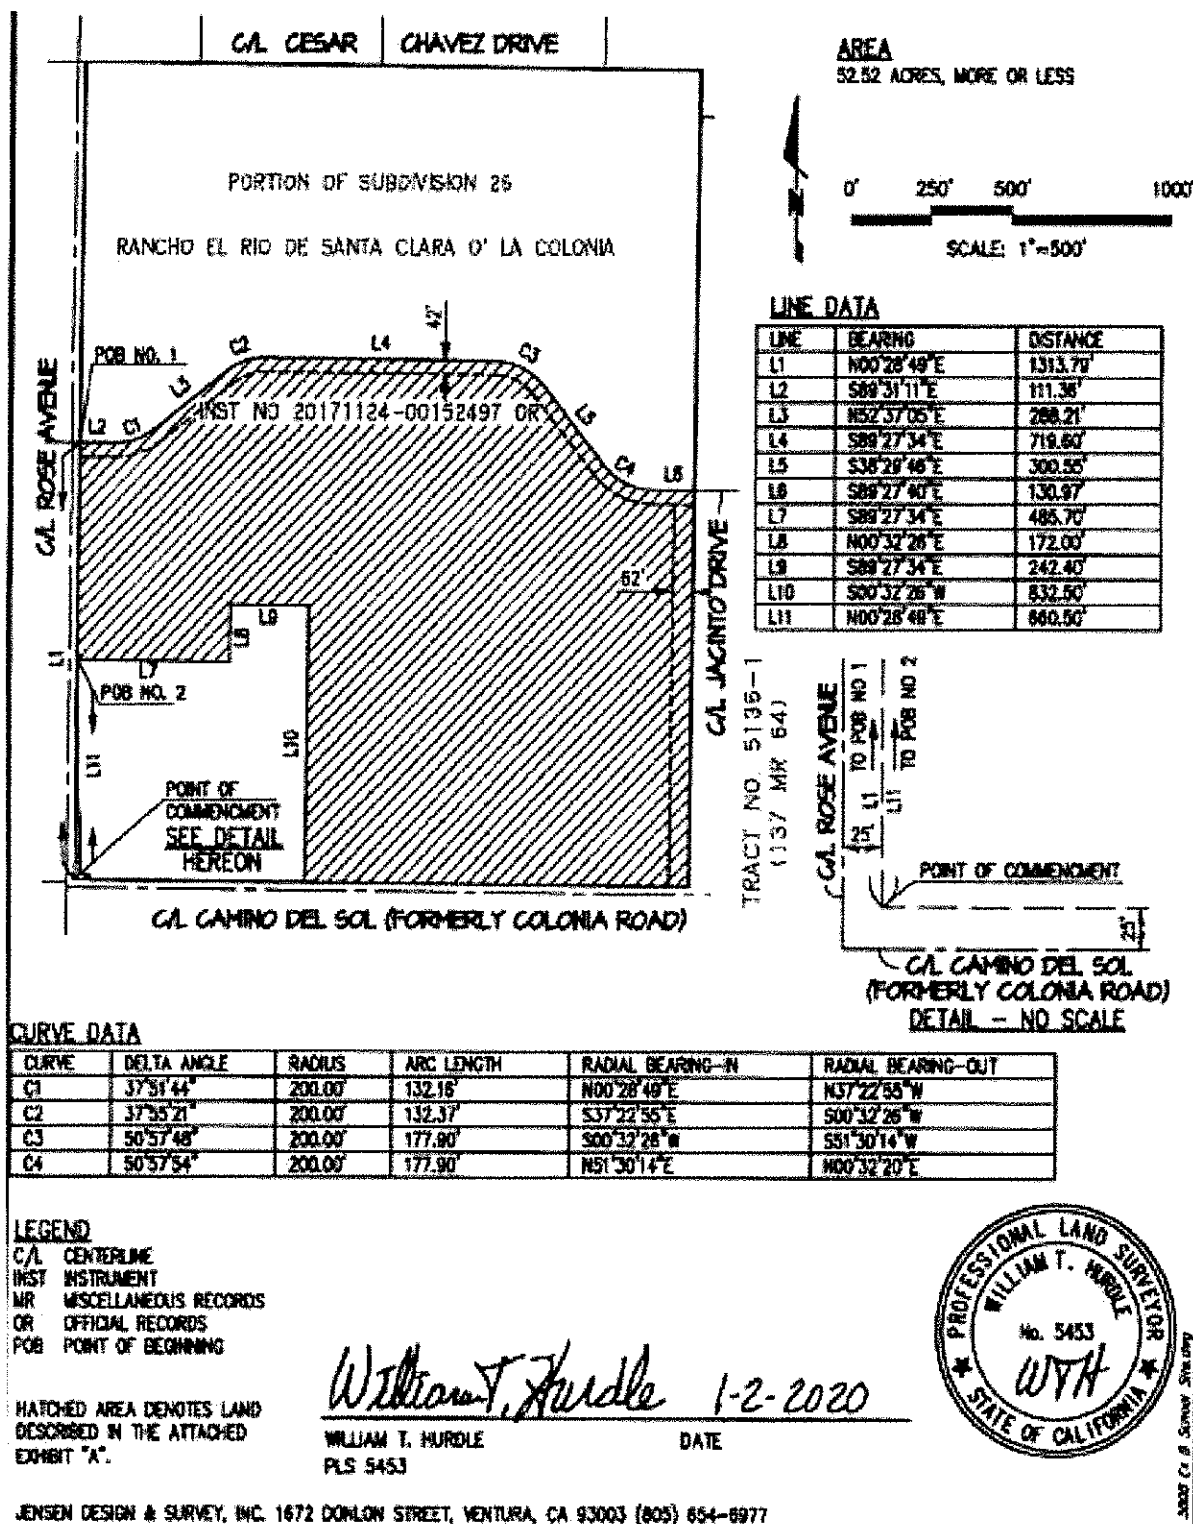 C/L CESAR CHAVEZ DRIVE
AREA
52.52 ACRES, MORE OR LESS
N
0' 250' 500' 1000'
SCALE: 1"=500'
PORTION OF SUBDIVISION 26
RANCHO EL RIO DE SANTA CLARA O' LA COLONIA
LINE DATA
LINE BEARING DISTANCE
L1 N00°28'49"E 1313.79'
L2 S89°31'11"E 111.36'
L3 N52°37'05"E 288.21'
L4 S89°27'34"E 719.60'
L5 S38°29'46"E 300.55'
L6 S89°27'40"E 130.97'
L7 S89°27'34"E 485.70'
L8 N00°32'26"E 172.00'
L9 S89°27'34"E 242.40'
L10 S00°32'26"W 832.50'
L11 N00°28'49"E 660.50'
C/L ROSE AVENUE
POB NO. 1
L2
C1
L3
C2
L4
42'
C3
L5
C4
L6
INST NO 20171124-00152497 OR
62'
L9
L8
L7
L1
POB NO. 2
L11
L10
POINT OF
COMMENCMENT
SEE DETAIL
HEREON
C/L JACINTO DRIVE
TRACT NO. 5136-1
(137 MR 64)
C/L CAMINO DEL SOL (FORMERLY COLONIA ROAD)
C/L ROSE AVENUE
TO POB NO 1
TO POB NO 2
L1
L11
25'
POINT OF COMMENCMENT
25'
C/L CAMINO DEL SOL
(FORMERLY COLONIA ROAD)
DETAIL - NO SCALE
CURVE DATA
CURVE DELTA ANGLE RADIUS ARC LENGTH RADIAL BEARING-IN RADIAL BEARING-OUT
C1 37°51'44" 200.00' 132.16' N00°28'49"E N37°22'55"W
C2 37°55'21" 200.00' 132.37' S37°22'55"E S00°32'26"W
C3 50°57'48" 200.00' 177.90' S00°32'26"W S51°30'14"W
C4 50°57'54" 200.00' 177.90' N51°30'14"E N00°32'20"E
LEGEND
C/L CENTERLINE
INST INSTRUMENT
MR MISCELLANEOUS RECORDS
OR OFFICIAL RECORDS
POB POINT OF BEGINNING
HATCHED AREA DENOTES LAND
DESCRIBED IN THE ATTACHED
EXHIBIT "A".
William T. Hurdle 1-2-2020
WILLIAM T. HURDLE DATE
PLS 5453
PROFESSIONAL LAND SURVEYOR
WILLIAM T. HURDLE
No. 5453
WTH
STATE OF CALIFORNIA
JENSEN DESIGN & SURVEY, INC. 1672 DONLON STREET, VENTURA, CA 93003 (805) 654-6977
School Site.dwg